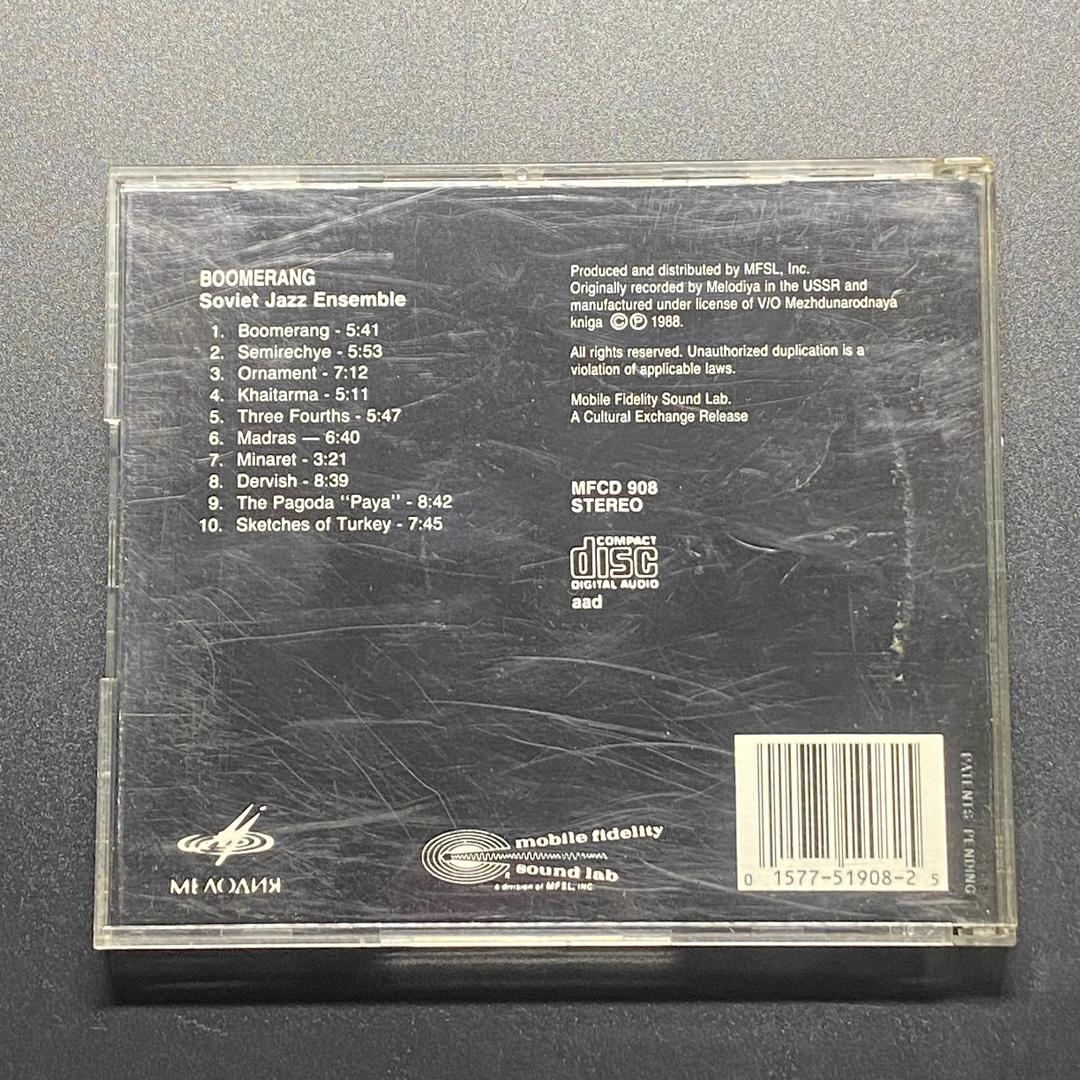 BOOMERANG
Soviet Jazz Ensemble
1. Boomerang - 5:41
2. Semirechye - 5:53
3. Ornament - 7:12
4. Khaitarma - 5:11
5. Three Fourths - 5:47
6. Madras — 6:40
7. Minaret - 3:21
8. Dervish - 8:39
9. The Pagoda "Paya" - 8:42
10. Sketches of Turkey - 7:45
Produced and distributed by MFSL, Inc.
Originally recorded by Melodiya in the USSR and
manufactured under license of V/O Mezhdunarodnaya
kniga ©℗ 1988.
All rights reserved. Unauthorized duplication is a
violation of applicable laws.
Mobile Fidelity Sound Lab.
A Cultural Exchange Release
MFCD 908
STEREO
COMPACT
disc
DIGITAL AUDIO
aad
МЕЛОДИЯ
mobile fidelity
sound lab
a division of MFSL, INC
0 1577-51908-2 5
PATENTS PENDING